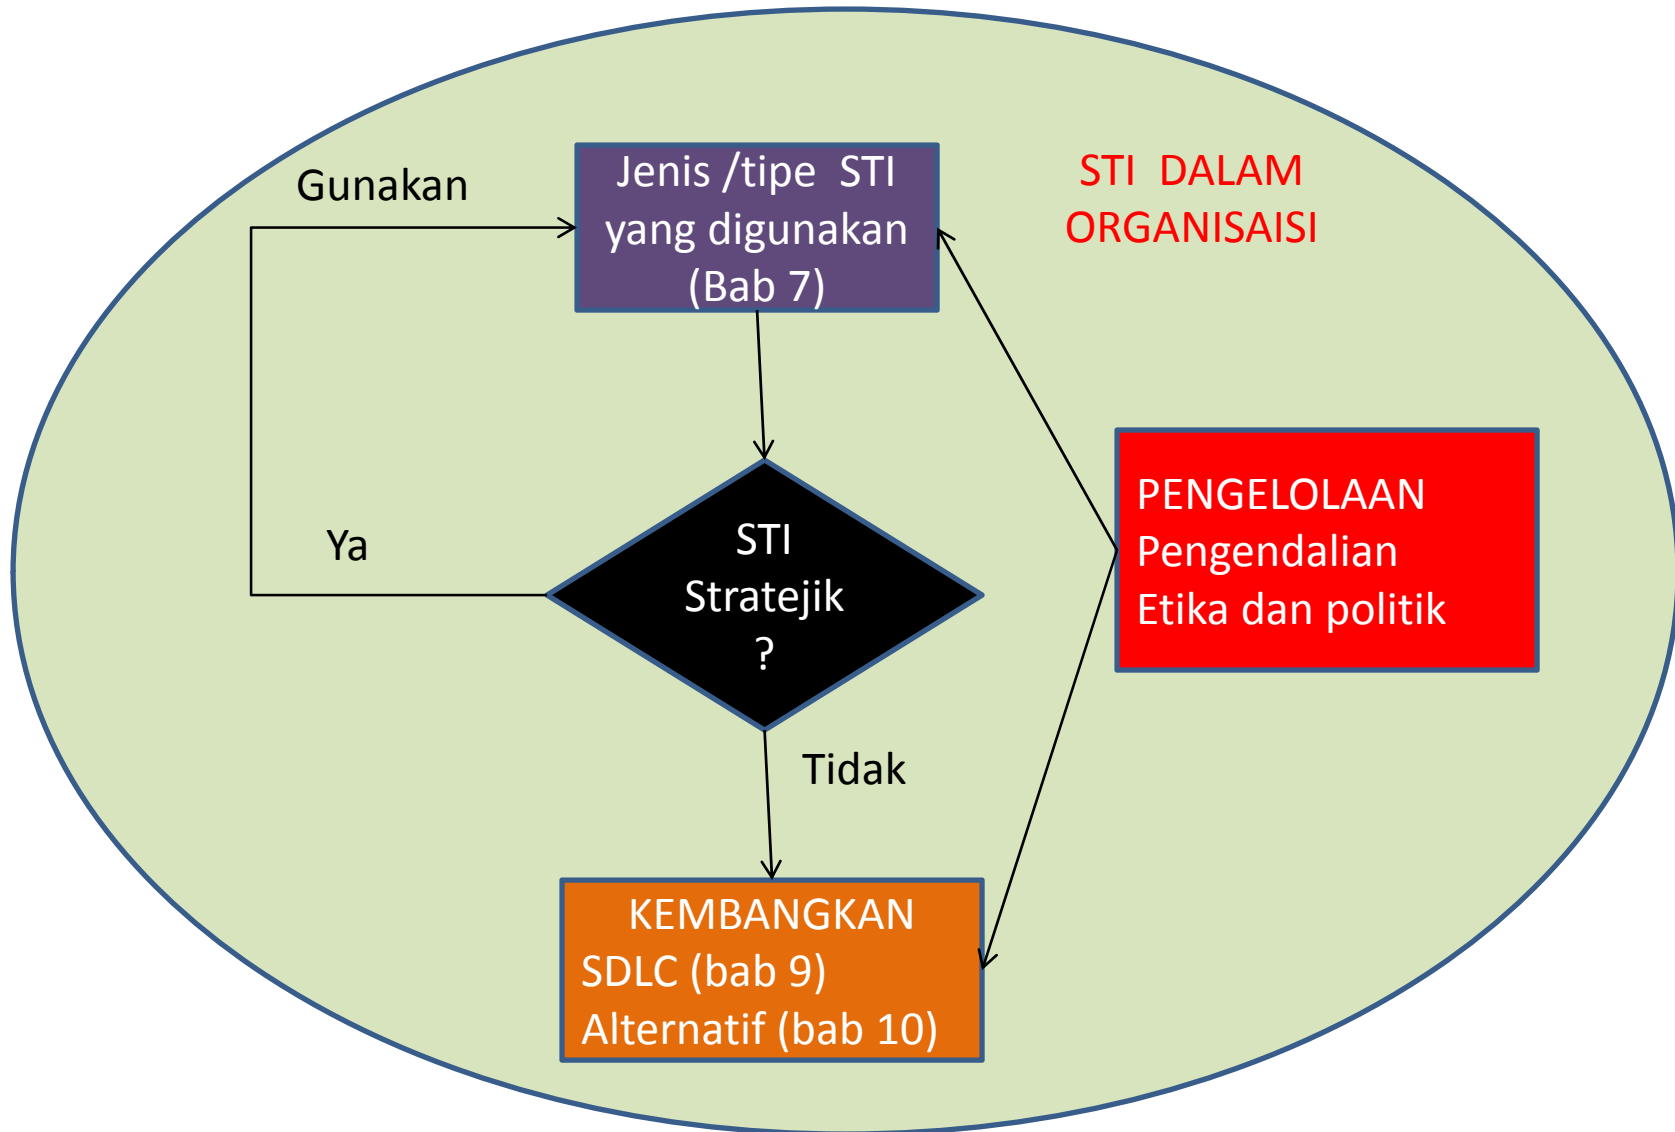 Gunakan
Jenis /tipe STI
yang digunakan
(Bab 7)
STI DALAM
ORGANISAISI
Ya
STI
Stratejik
?
PENGELOLAAN
Pengendalian
Etika dan politik
Tidak
KEMBANGKAN
SDLC (bab 9)
Alternatif (bab 10)